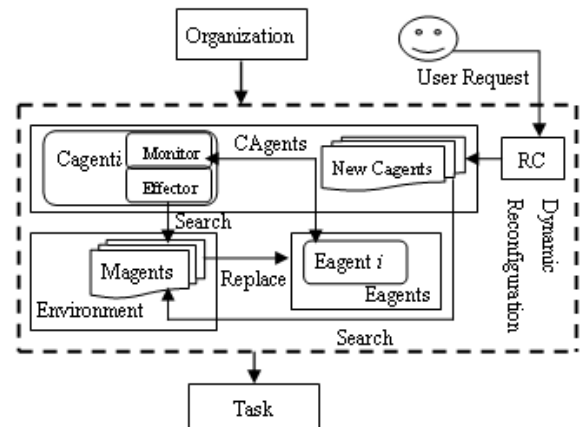 Organization
User Request
CAgents
Cagenti
Monitor
Effector
New Cagents
RC
Search
Dynamic
Reconfiguration
Magents
Replace
Eagent i
Eagents
Environment
Search
Task